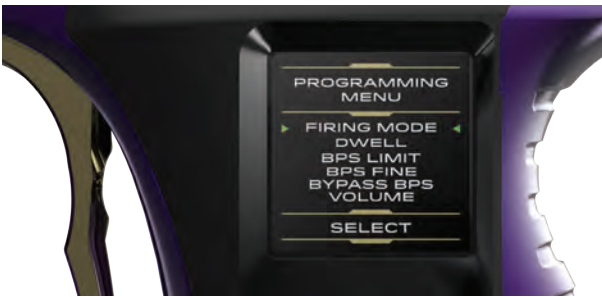 PROGRAMMING
MENU
FIRING MODE
DWELL
BPS LIMIT
BPS FINE
BYPASS BPS
VOLUME
SELECT